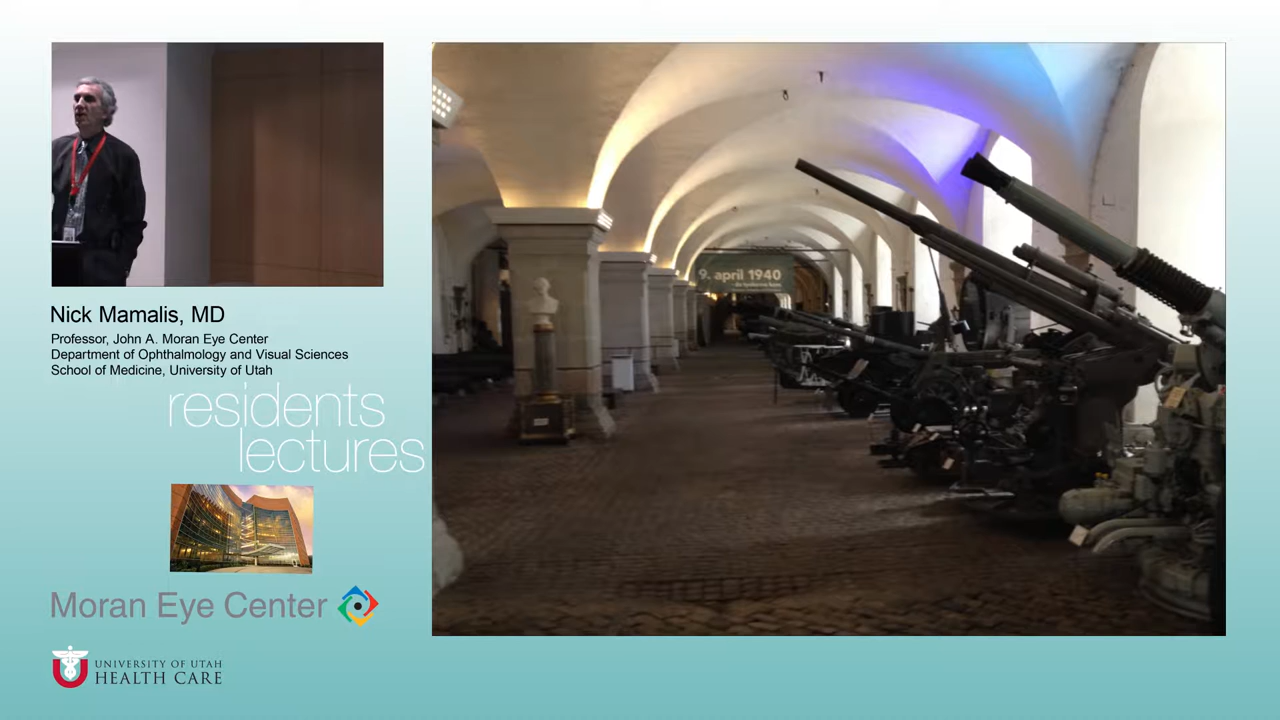 Nick Mamalis, MD
Professor, John A. Moran Eye Center
Department of Ophthalmology and Visual Sciences
School of Medicine, University of Utah
residents
lectures
Moran Eye Center
UNIVERSITY OF UTAH
HEALTH CARE
9. april 1940